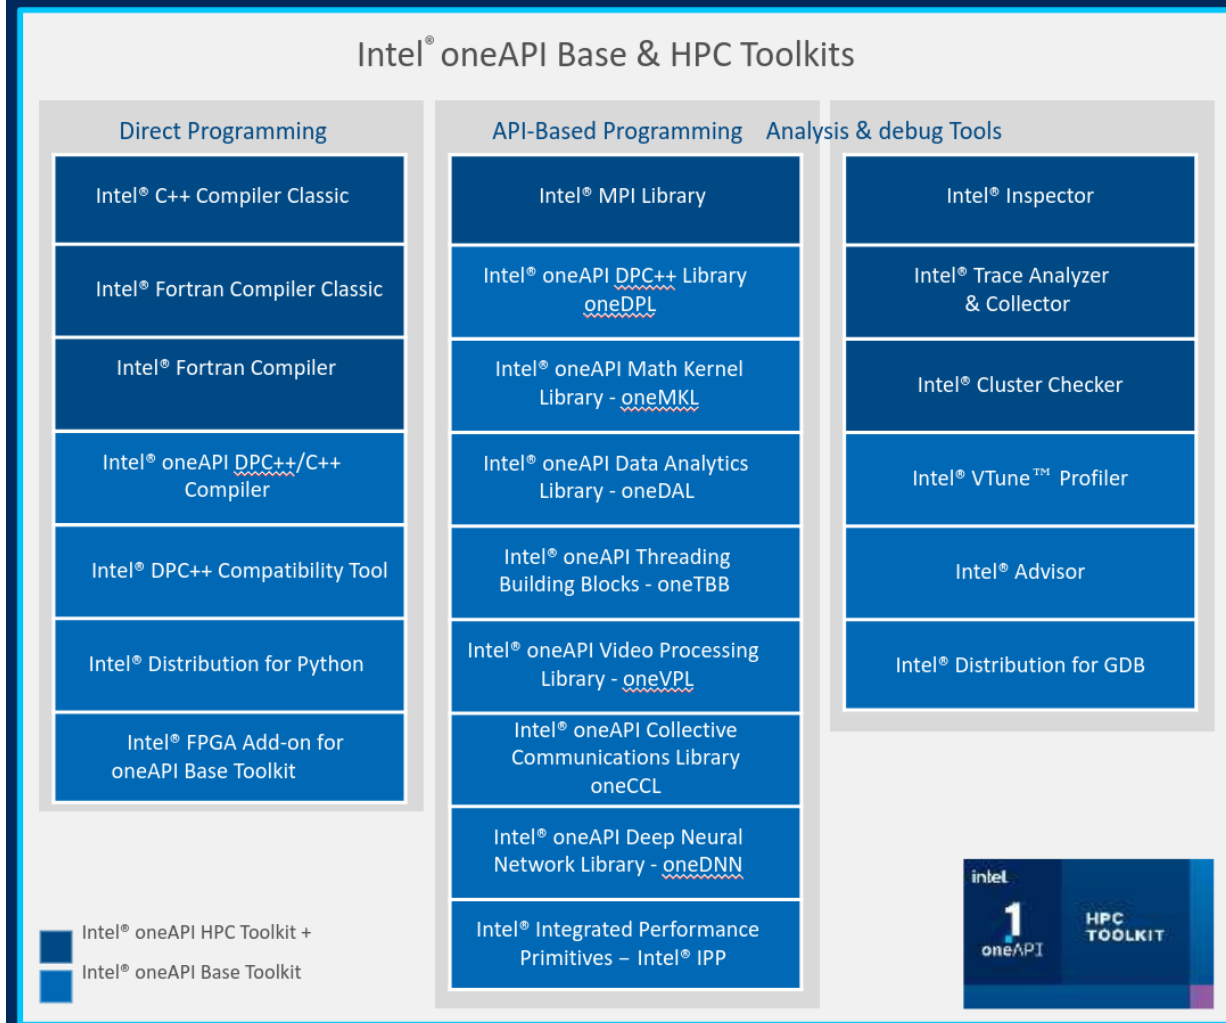 Intel® oneAPI Base & HPC Toolkits
Direct Programming
Intel® C++ Compiler Classic
Intel® Fortran Compiler Classic
Intel® Fortran Compiler
Intel® oneAPI DPC++/C++
Compiler
Intel® DPC++ Compatibility Tool
Intel® Distribution for Python
Intel® FPGA Add-on for
oneAPI Base Toolkit
API-Based Programming
Intel® MPI Library
Intel® oneAPI DPC++ Library
oneDPL
Intel® oneAPI Math Kernel
Library - oneMKL
Intel® oneAPI Data Analytics
Library - oneDAL
Intel® oneAPI Threading
Building Blocks - oneTBB
Intel® oneAPI Video Processing
Library - oneVPL
Intel® oneAPI Collective
Communications Library
oneCCL
Intel® oneAPI Deep Neural
Network Library - oneDNN
Intel® Integrated Performance
Primitives – Intel® IPP
Analysis & debug Tools
Intel® Inspector
Intel® Trace Analyzer
& Collector
Intel® Cluster Checker
Intel® VTune™ Profiler
Intel® Advisor
Intel® Distribution for GDB
Intel® oneAPI HPC Toolkit +
Intel® oneAPI Base Toolkit
intel.
1
oneAPI
HPC
TOOLKIT